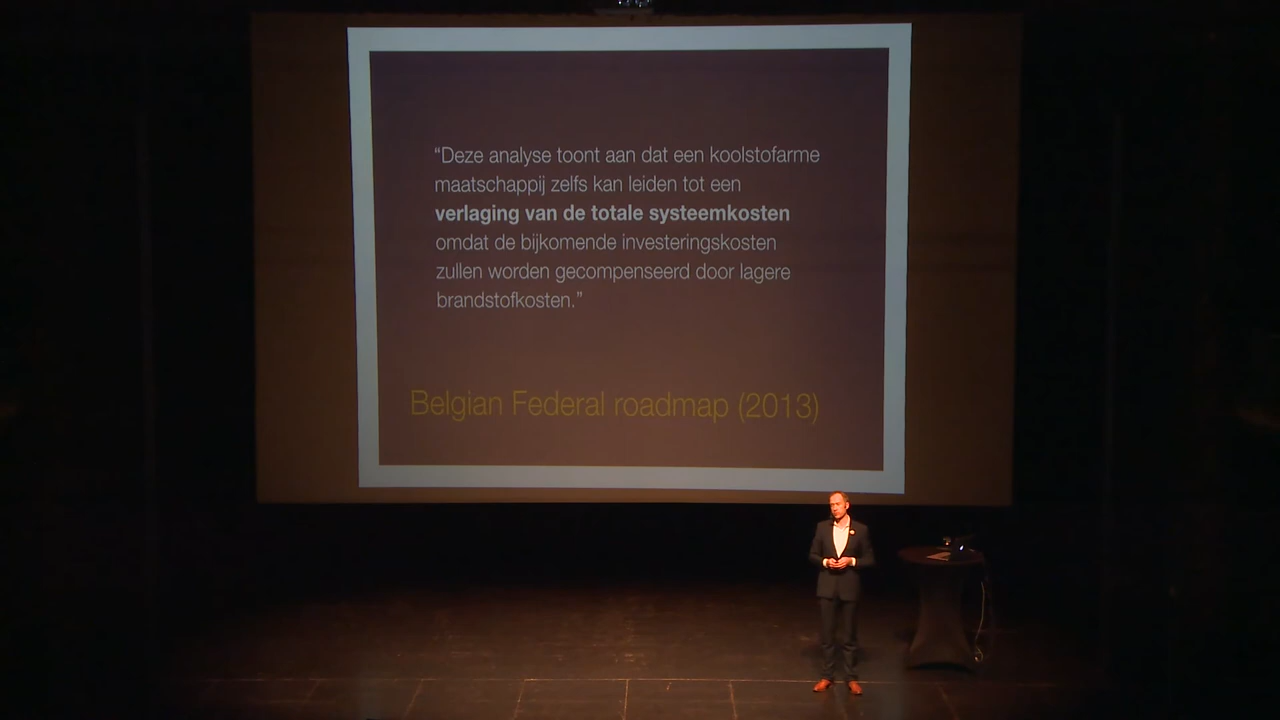 “Deze analyse toont aan dat een koolstofarme
maatschappij zelfs kan leiden tot een
verlaging van de totale systeemkosten
omdat de bijkomende investeringskosten
zullen worden gecompenseerd door lagere
brandstofkosten.”
Belgian Federal roadmap (2013)